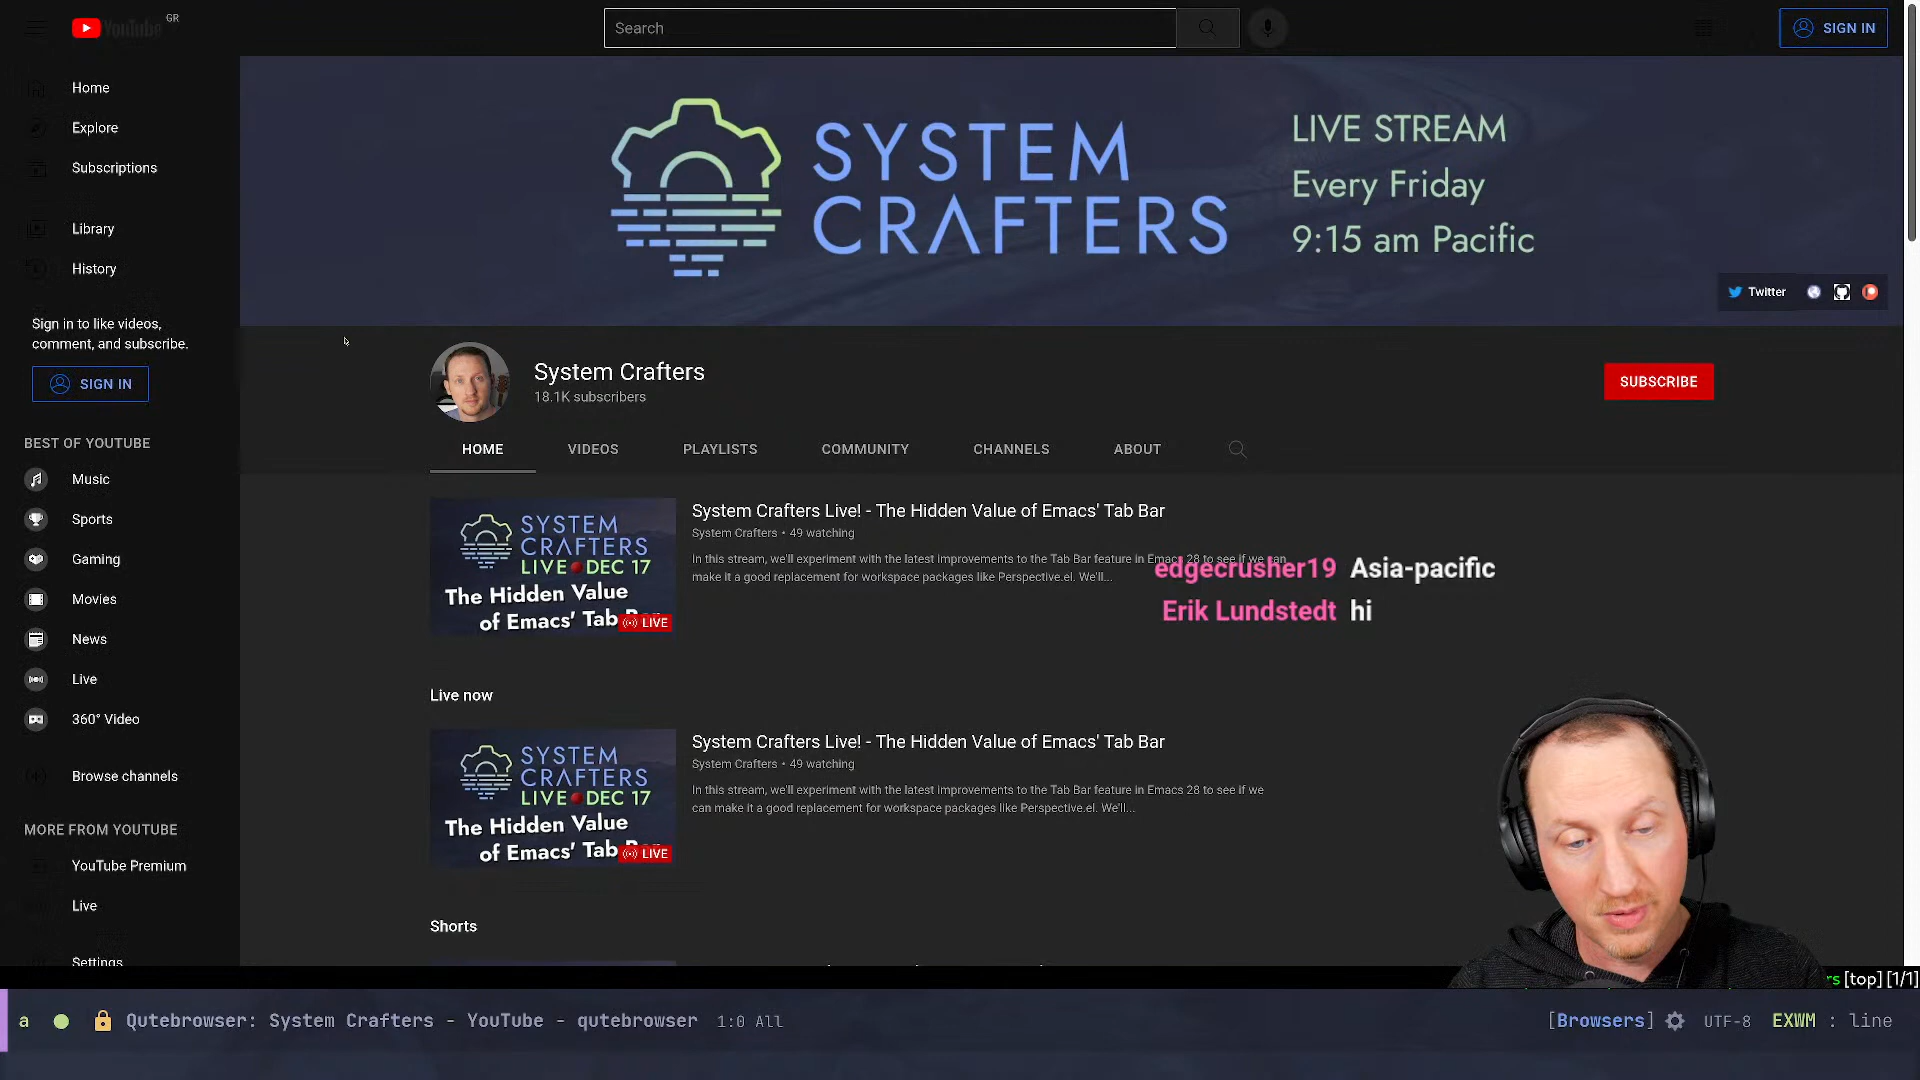 YouTube GR
Search
SIGN IN
Home
Explore
Subscriptions
Library
History
Sign in to like videos,
comment, and subscribe.
SIGN IN
BEST OF YOUTUBE
Music
Sports
Gaming
Movies
News
Live
360° Video
Browse channels
MORE FROM YOUTUBE
YouTube Premium
Live
Settings
SYSTEM
CRAFTERS
LIVE STREAM
Every Friday
9:15 am Pacific
Twitter
System Crafters
18.1K subscribers
SUBSCRIBE
HOME VIDEOS PLAYLISTS COMMUNITY CHANNELS ABOUT
SYSTEM
CRAFTERS
LIVE DEC 17
The Hidden Value
of Emacs' Tab
LIVE
System Crafters Live! - The Hidden Value of Emacs' Tab Bar
System Crafters • 49 watching
In this stream, we'll experiment with the latest improvements to the Tab Bar feature in Emacs 28 to see if we can
make it a good replacement for workspace packages like Perspective.el. We'll...
edgecrusher19 Asia-pacific
Erik Lundstedt hi
Live now
SYSTEM
CRAFTERS
LIVE DEC 17
The Hidden Value
of Emacs' Tab
LIVE
System Crafters Live! - The Hidden Value of Emacs' Tab Bar
System Crafters • 49 watching
In this stream, we'll experiment with the latest improvements to the Tab Bar feature in Emacs 28 to see if we
can make it a good replacement for workspace packages like Perspective.el. We'll...
Shorts
rs [top] [1/1]
a Qutebrowser: System Crafters - YouTube - qutebrowser 1:0 All
[Browsers] UTF-8 EXWM : line